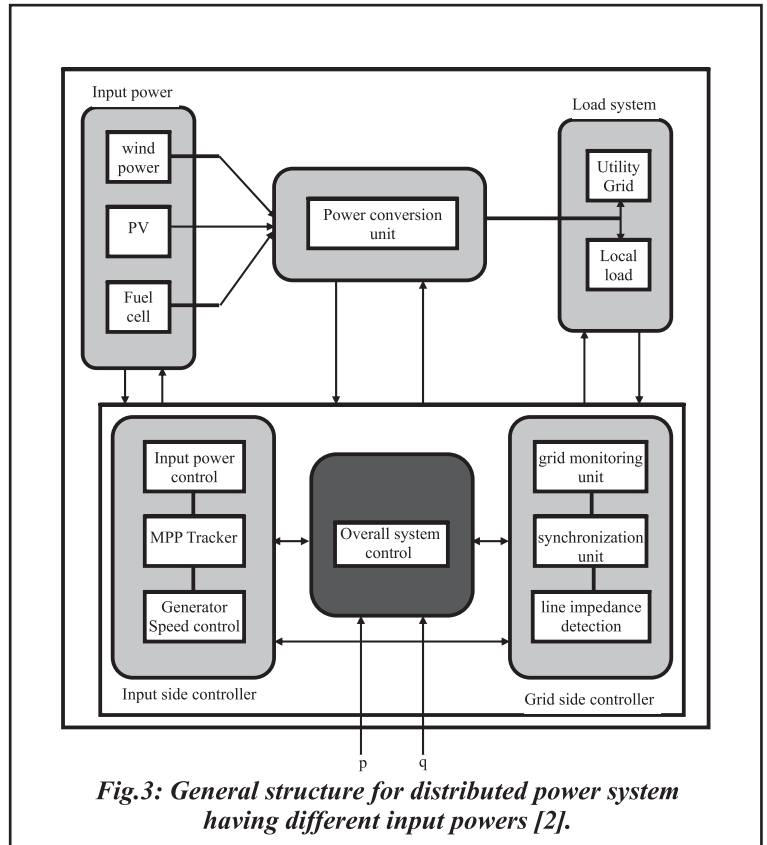 Input power
wind
power
PV
Fuel
cell
Power conversion
unit
Load system
Utility
Grid
Local
load
Input power
control
MPP Tracker
Generator
Speed control
Input side controller
Overall system
control
grid monitoring
unit
synchronization
unit
line impedance
detection
Grid side controller
p
q
Fig.3: General structure for distributed power system
having different input powers [2].